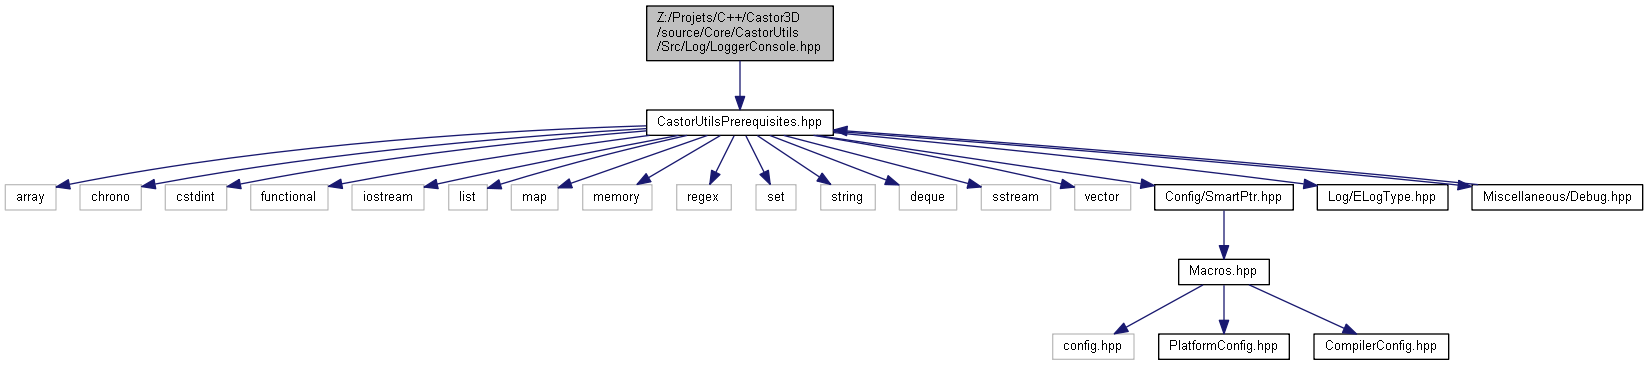 Z:/Projets/C++/Castor3D
/source/Core/CastorUtils
/Src/Log/LoggerConsole.hpp
CastorUtilsPrerequisites.hpp
array
chrono
cstdint
functional
iostream
list
map
memory
regex
set
string
deque
sstream
vector
Config/SmartPtr.hpp
Log/ELogType.hpp
Miscellaneous/Debug.hpp
Macros.hpp
config.hpp
PlatformConfig.hpp
CompilerConfig.hpp